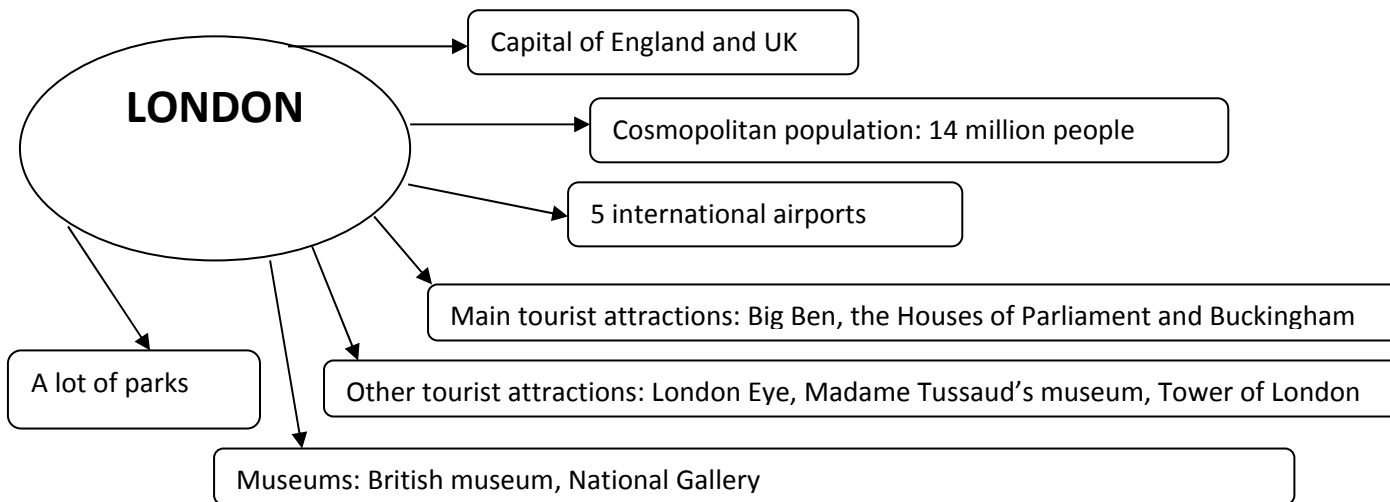 LONDON
Capital of England and UK
Cosmopolitan population: 14 million people
5 international airports
Main tourist attractions: Big Ben, the Houses of Parliament and Buckingham
A lot of parks
Other tourist attractions: London Eye, Madame Tussaud’s museum, Tower of London
Museums: British museum, National Gallery